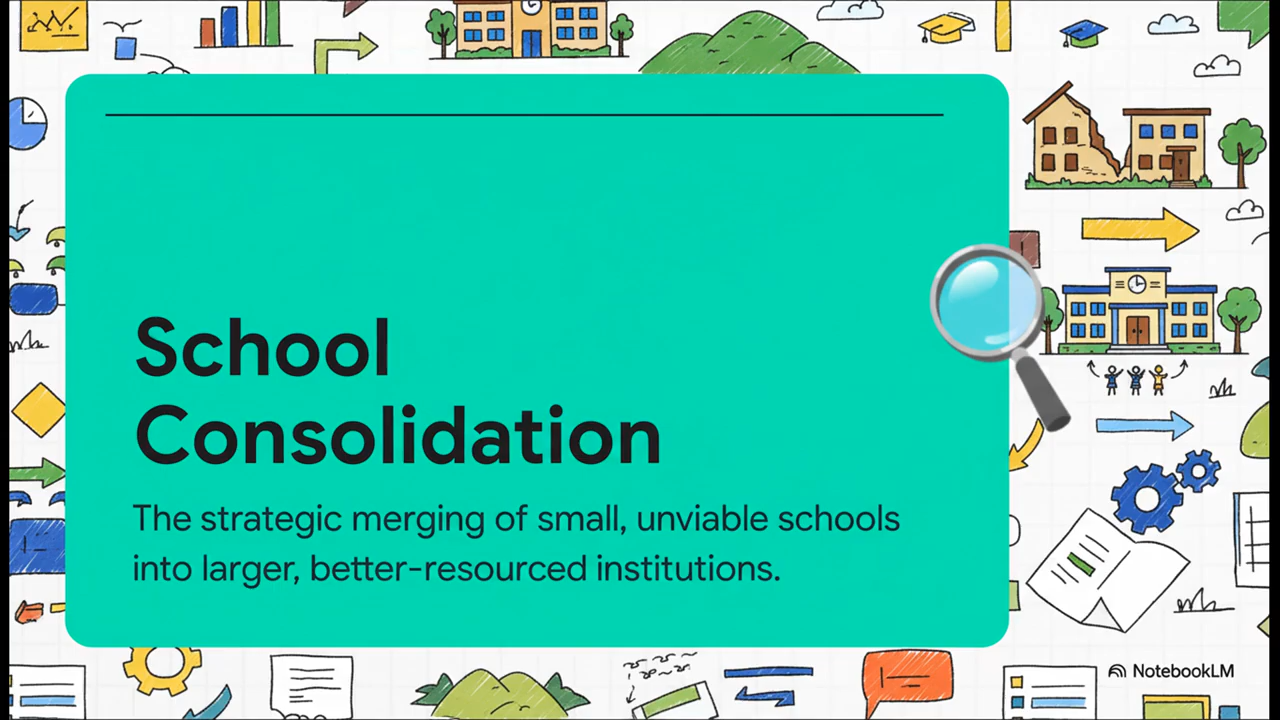 School
Consolidation
The strategic merging of small, unviable schools
into larger, better-resourced institutions.
NotebookLM